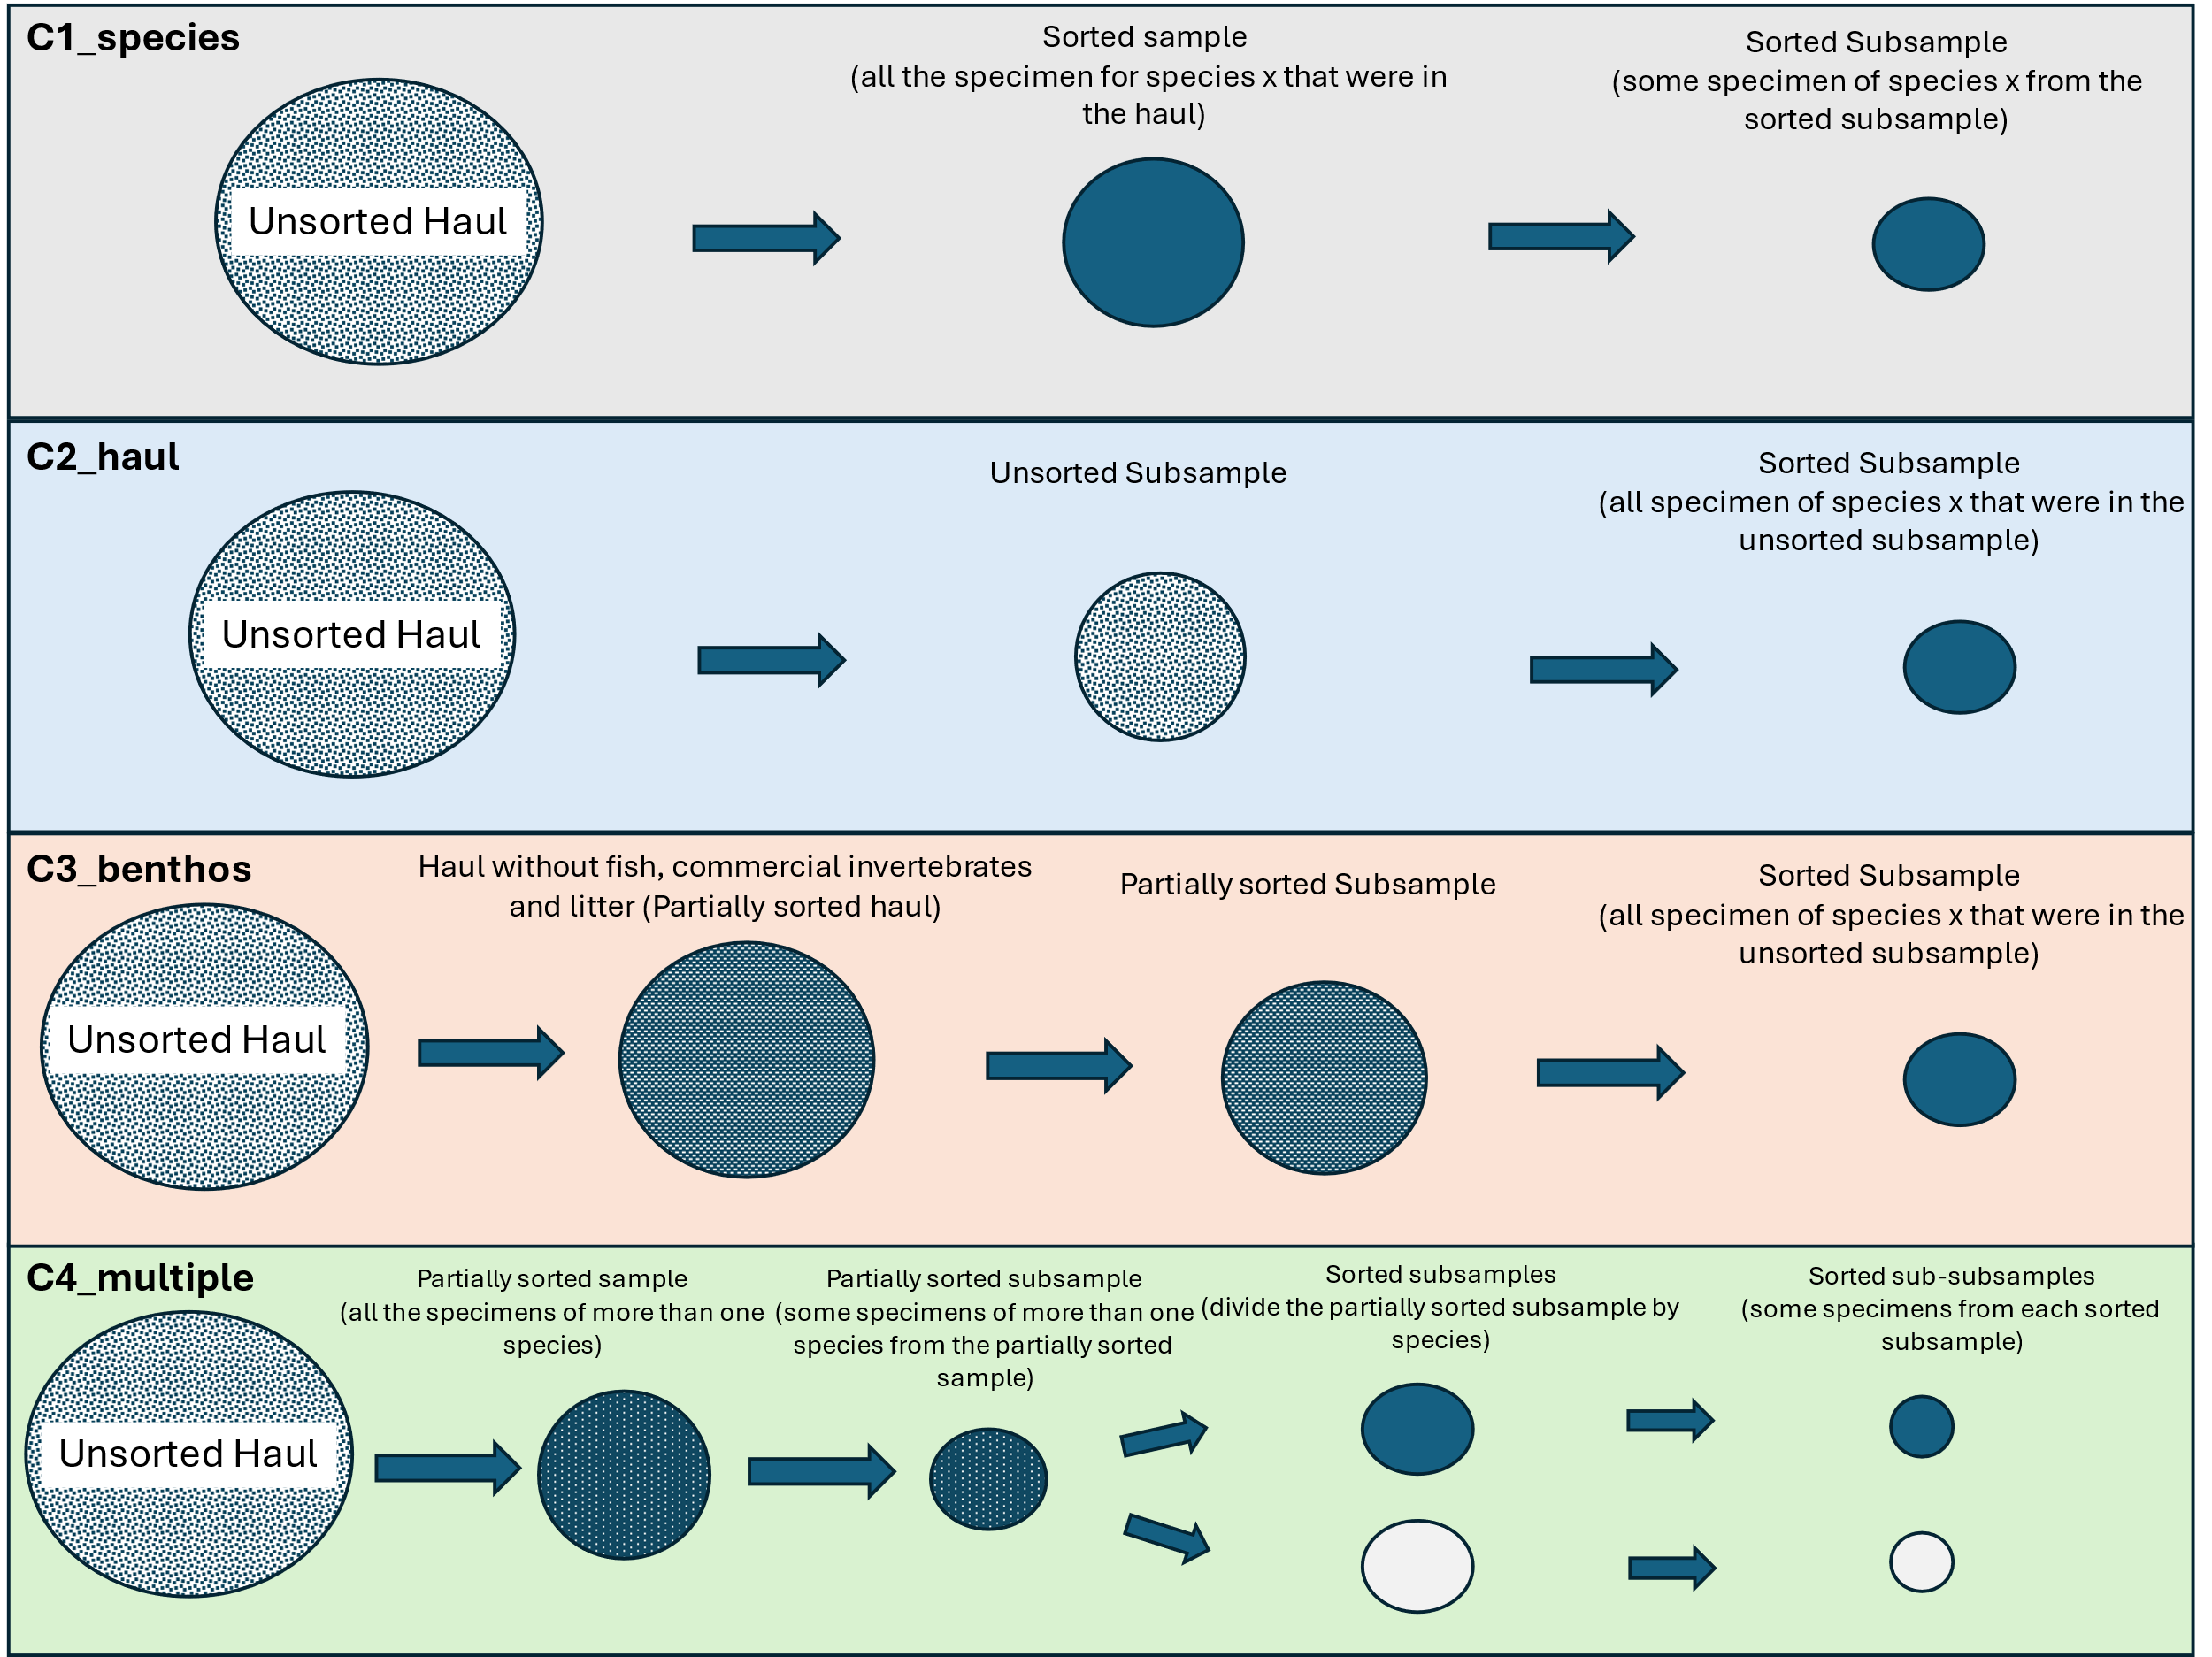 C1_species
Sorted sample
(all the specimen for species x that were in
the haul)
Sorted Subsample
(some specimen of species x from the
sorted subsample)
Unsorted Haul
C2_haul
Unsorted Subsample
Sorted Subsample
(all specimen of species x that were in the
unsorted subsample)
Unsorted Haul
C3_benthos
Haul without fish, commercial invertebrates
and litter (Partially sorted haul)
Partially sorted Subsample
Sorted Subsample
(all specimen of species x that were in the
unsorted subsample)
Unsorted Haul
C4_multiple
Partially sorted sample
(all the specimens of more than one
species)
Partially sorted subsample
(some specimens of more than one
species from the partially sorted
sample)
Sorted subsamples
(divide the partially sorted subsample by
species)
Sorted sub-subsamples
(some specimens from each sorted
subsample)
Unsorted Haul